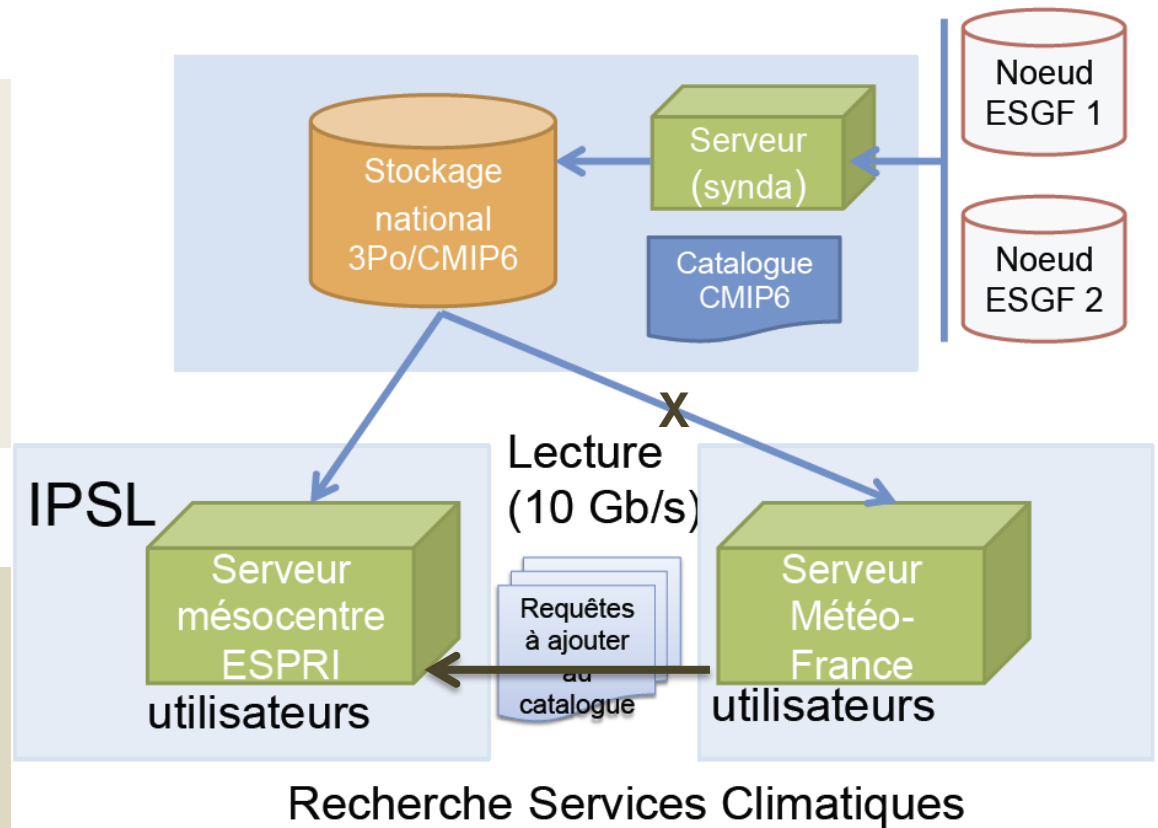 Noeud
ESGF 1
Serveur
(synda)
Stockage
national
3Po/CMIP6
Catalogue
CMIP6
Noeud
ESGF 2
X
Lecture
(10 Gb/s)
IPSL
Serveur
mésocentre
ESPRI
utilisateurs
Requêtes
à ajouter
au
catalogue
Serveur
Météo-
France
utilisateurs
Recherche Services Climatiques